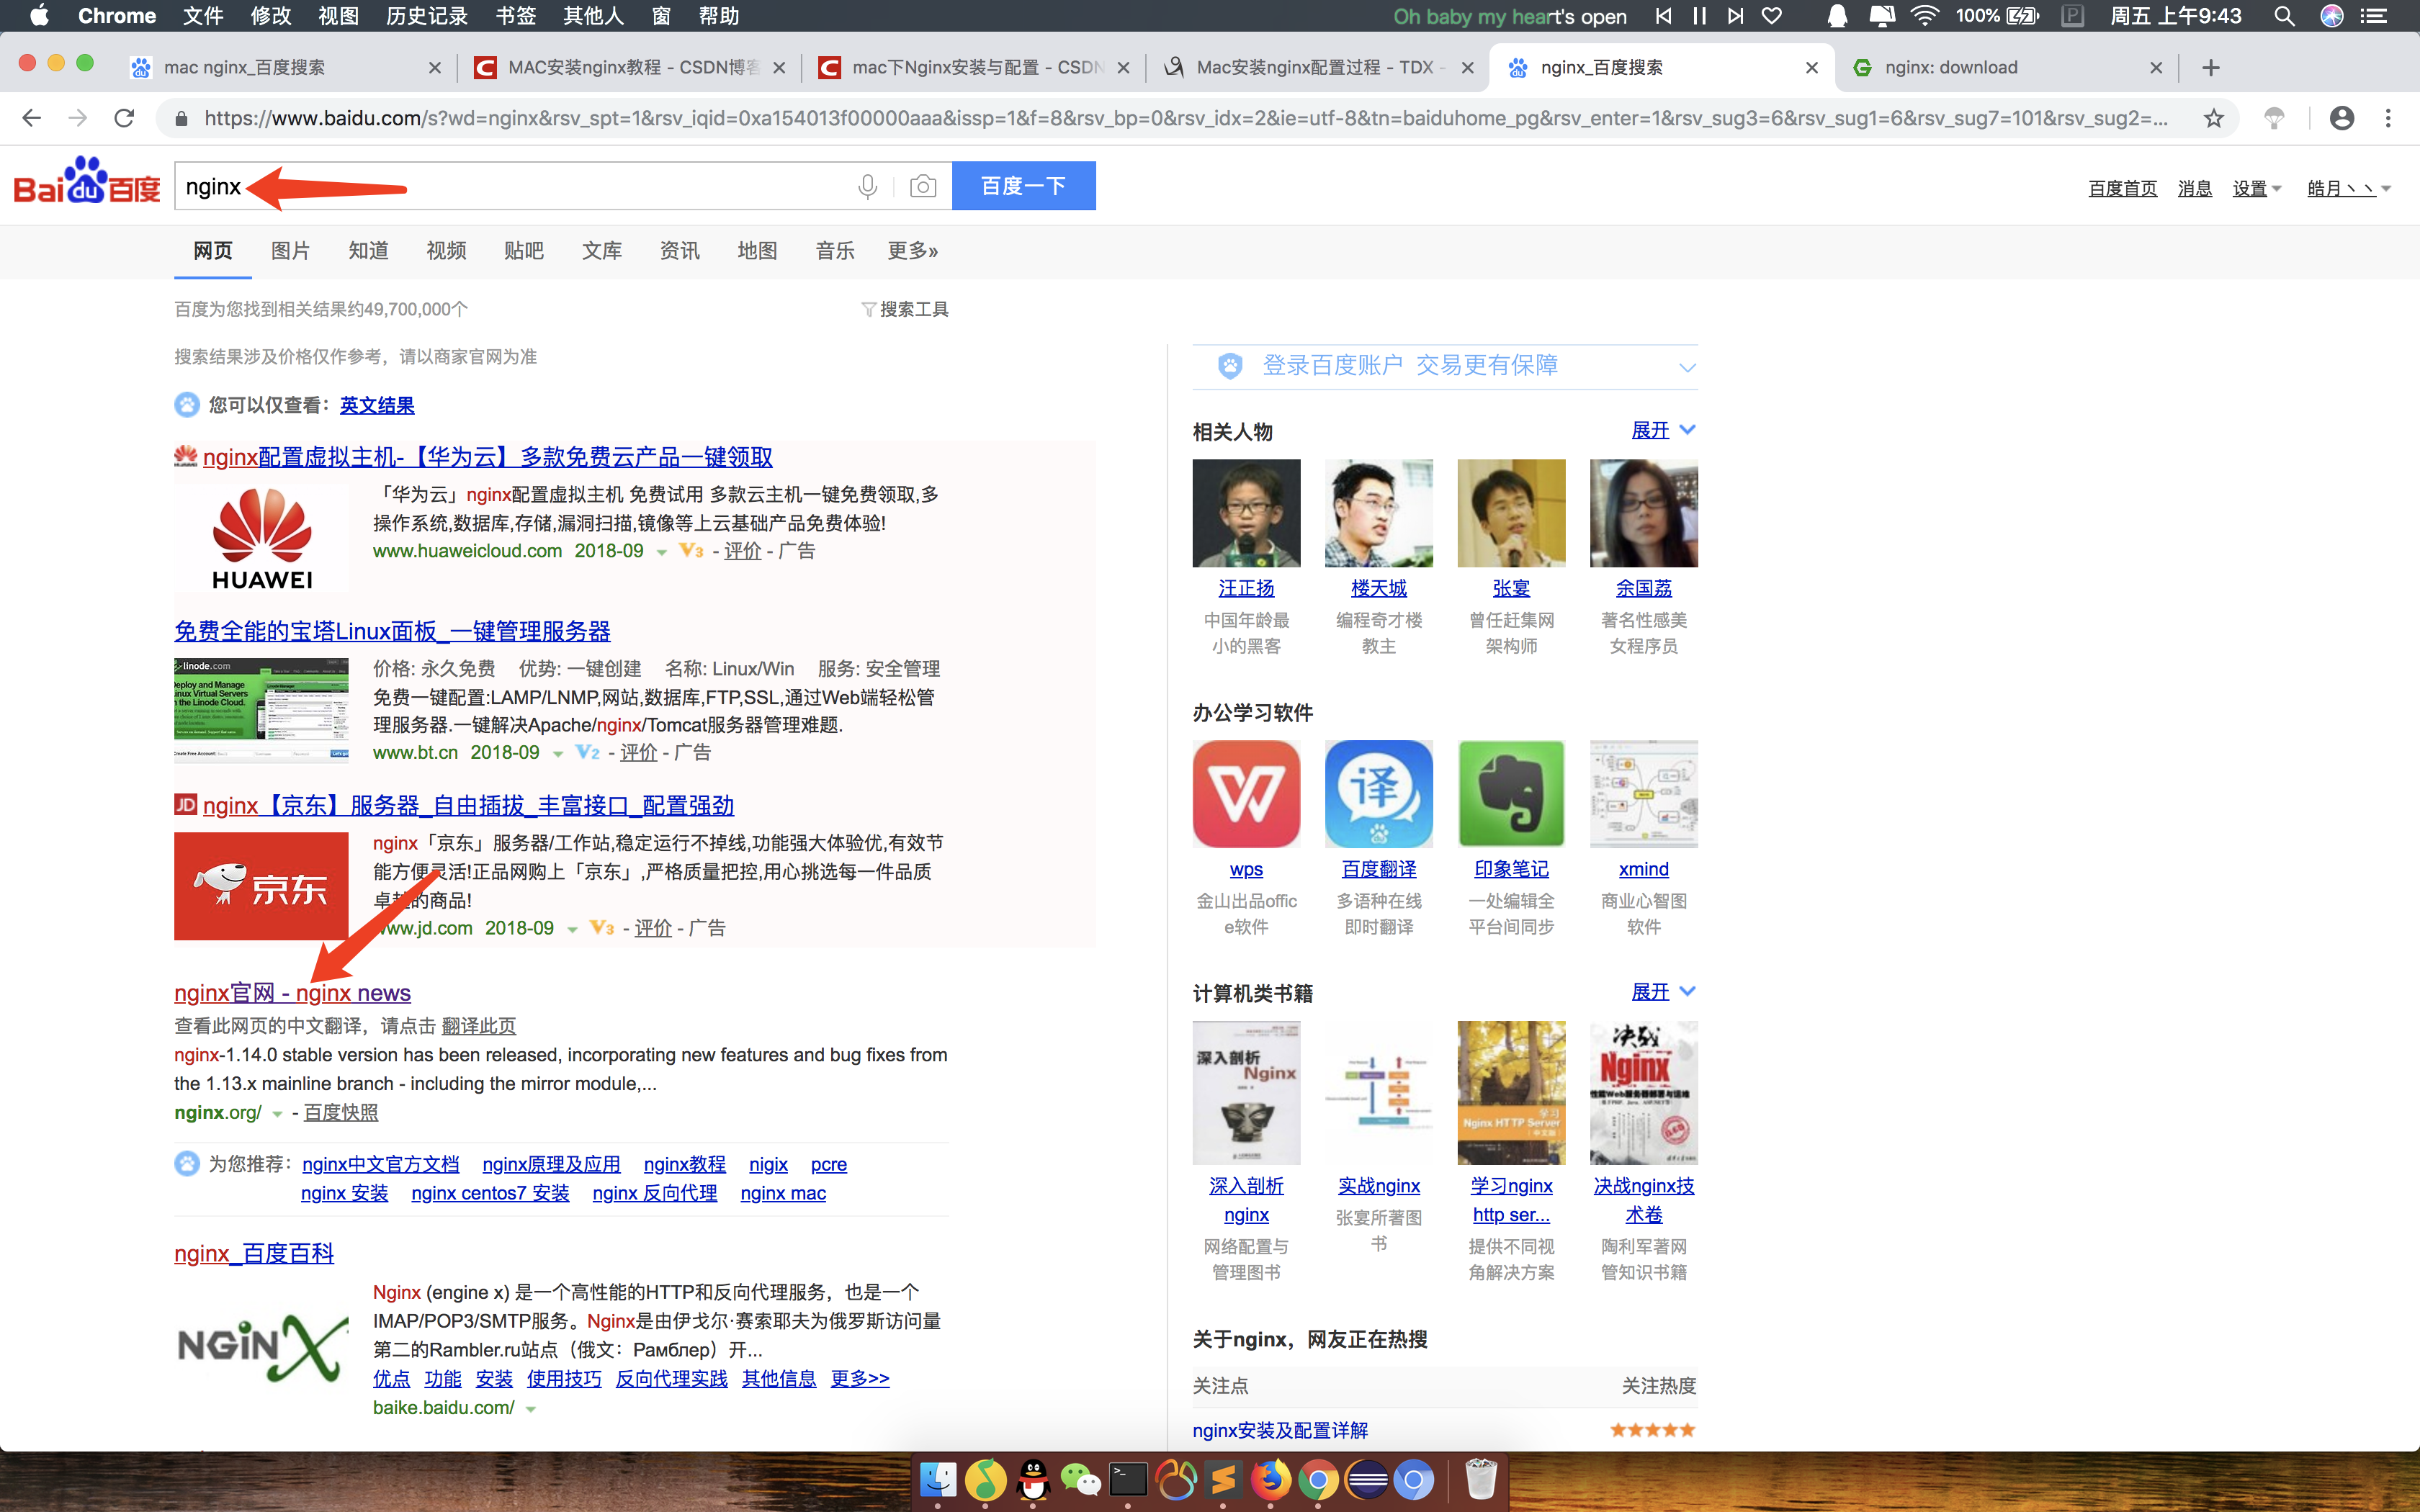 Chrome 文件 修改 视图 历史记录 书签 其他人 窗 帮助
Oh baby my heart's open
100%
周五 上午9:43
mac nginx_百度搜索
MAC安装nginx教程 - CSDN博客
mac下Nginx安装与配置 - CSDN
Mac安装nginx配置过程 - TDX -
nginx_百度搜索
nginx: download
https://www.baidu.com/s?wd=nginx&rsv_spt=1&rsv_iqid=0xa154013f00000aaa&issp=1&f=8&rsv_bp=0&rsv_idx=2&ie=utf-8&tn=baiduhome_pg&rsv_enter=1&rsv_sug3=6&rsv_sug1=6&rsv_sug7=101&rsv_sug2=...
Baidu百度
nginx
百度一下
百度首页 消息 设置 皓月丶丶
网页 图片 知道 视频 贴吧 文库 资讯 地图 音乐 更多»
百度为您找到相关结果约49,700,000个
搜索工具
搜索结果涉及价格仅作参考，请以商家官网为准
您可以仅查看：英文结果
nginx配置虚拟主机-【华为云】多款免费云产品一键领取
HUAWEI
「华为云」nginx配置虚拟主机 免费试用 多款云主机一键免费领取,多
操作系统,数据库,存储,漏洞扫描,镜像等上云基础产品免费体验!
www.huaweicloud.com 2018-09 V3 - 评价 - 广告
免费全能的宝塔Linux面板_一键管理服务器
linode.com
Deploy and Manage
Linux Virtual Servers
in the Linode Cloud.
价格: 永久免费 优势: 一键创建 名称: Linux/Win 服务: 安全管理
免费一键配置:LAMP/LNMP,网站,数据库,FTP,SSL,通过Web端轻松管
理服务器.一键解决Apache/nginx/Tomcat服务器管理难题.
www.bt.cn 2018-09 V2 - 评价 - 广告
JD nginx【京东】服务器_自由插拔_丰富接口_配置强劲
京东
nginx「京东」服务器/工作站,稳定运行不掉线,功能强大体验优,有效节
能方便灵活!正品网购上「京东」,严格质量把控,用心挑选每一件品质
卓越的商品!
www.jd.com 2018-09 V3 - 评价 - 广告
nginx官网 - nginx news
查看此网页的中文翻译，请点击 翻译此页
nginx-1.14.0 stable version has been released, incorporating new features and bug fixes from
the 1.13.x mainline branch - including the mirror module,...
nginx.org/ - 百度快照
为您推荐： nginx中文官方文档 nginx原理及应用 nginx教程 nigix pcre
nginx 安装 nginx centos7 安装 nginx 反向代理 nginx mac
nginx_百度百科
NGINX
Nginx (engine x) 是一个高性能的HTTP和反向代理服务，也是一个
IMAP/POP3/SMTP服务。Nginx是由伊戈尔·赛索耶夫为俄罗斯访问量
第二的Rambler.ru站点（俄文：Рамблер）开...
优点 功能 安装 使用技巧 反向代理实践 其他信息 更多>>
baike.baidu.com/
登录百度账户 交易更有保障
相关人物 展开
汪正扬 楼天城 张宴 余国荔
中国年龄最 编程奇才楼 曾任赶集网 著名性感美
小的黑客 教主 架构师 女程序员
办公学习软件
译
wps 百度翻译 印象笔记 xmind
金山出品offic 多语种在线 一处编辑全 商业心智图
e软件 即时翻译 平台间同步 软件
计算机类书籍 展开
深入剖析
Nginx
学习
Nginx HTTP Server
决战
Nginx
深入剖析 实战nginx 学习nginx 决战nginx技
nginx http ser... 术卷
张宴所著图
书
网络配置与 提供不同视 陶利军著网
管理图书 角解决方案 管知识书籍
关于nginx，网友正在热搜
关注点 关注热度
nginx安装及配置详解